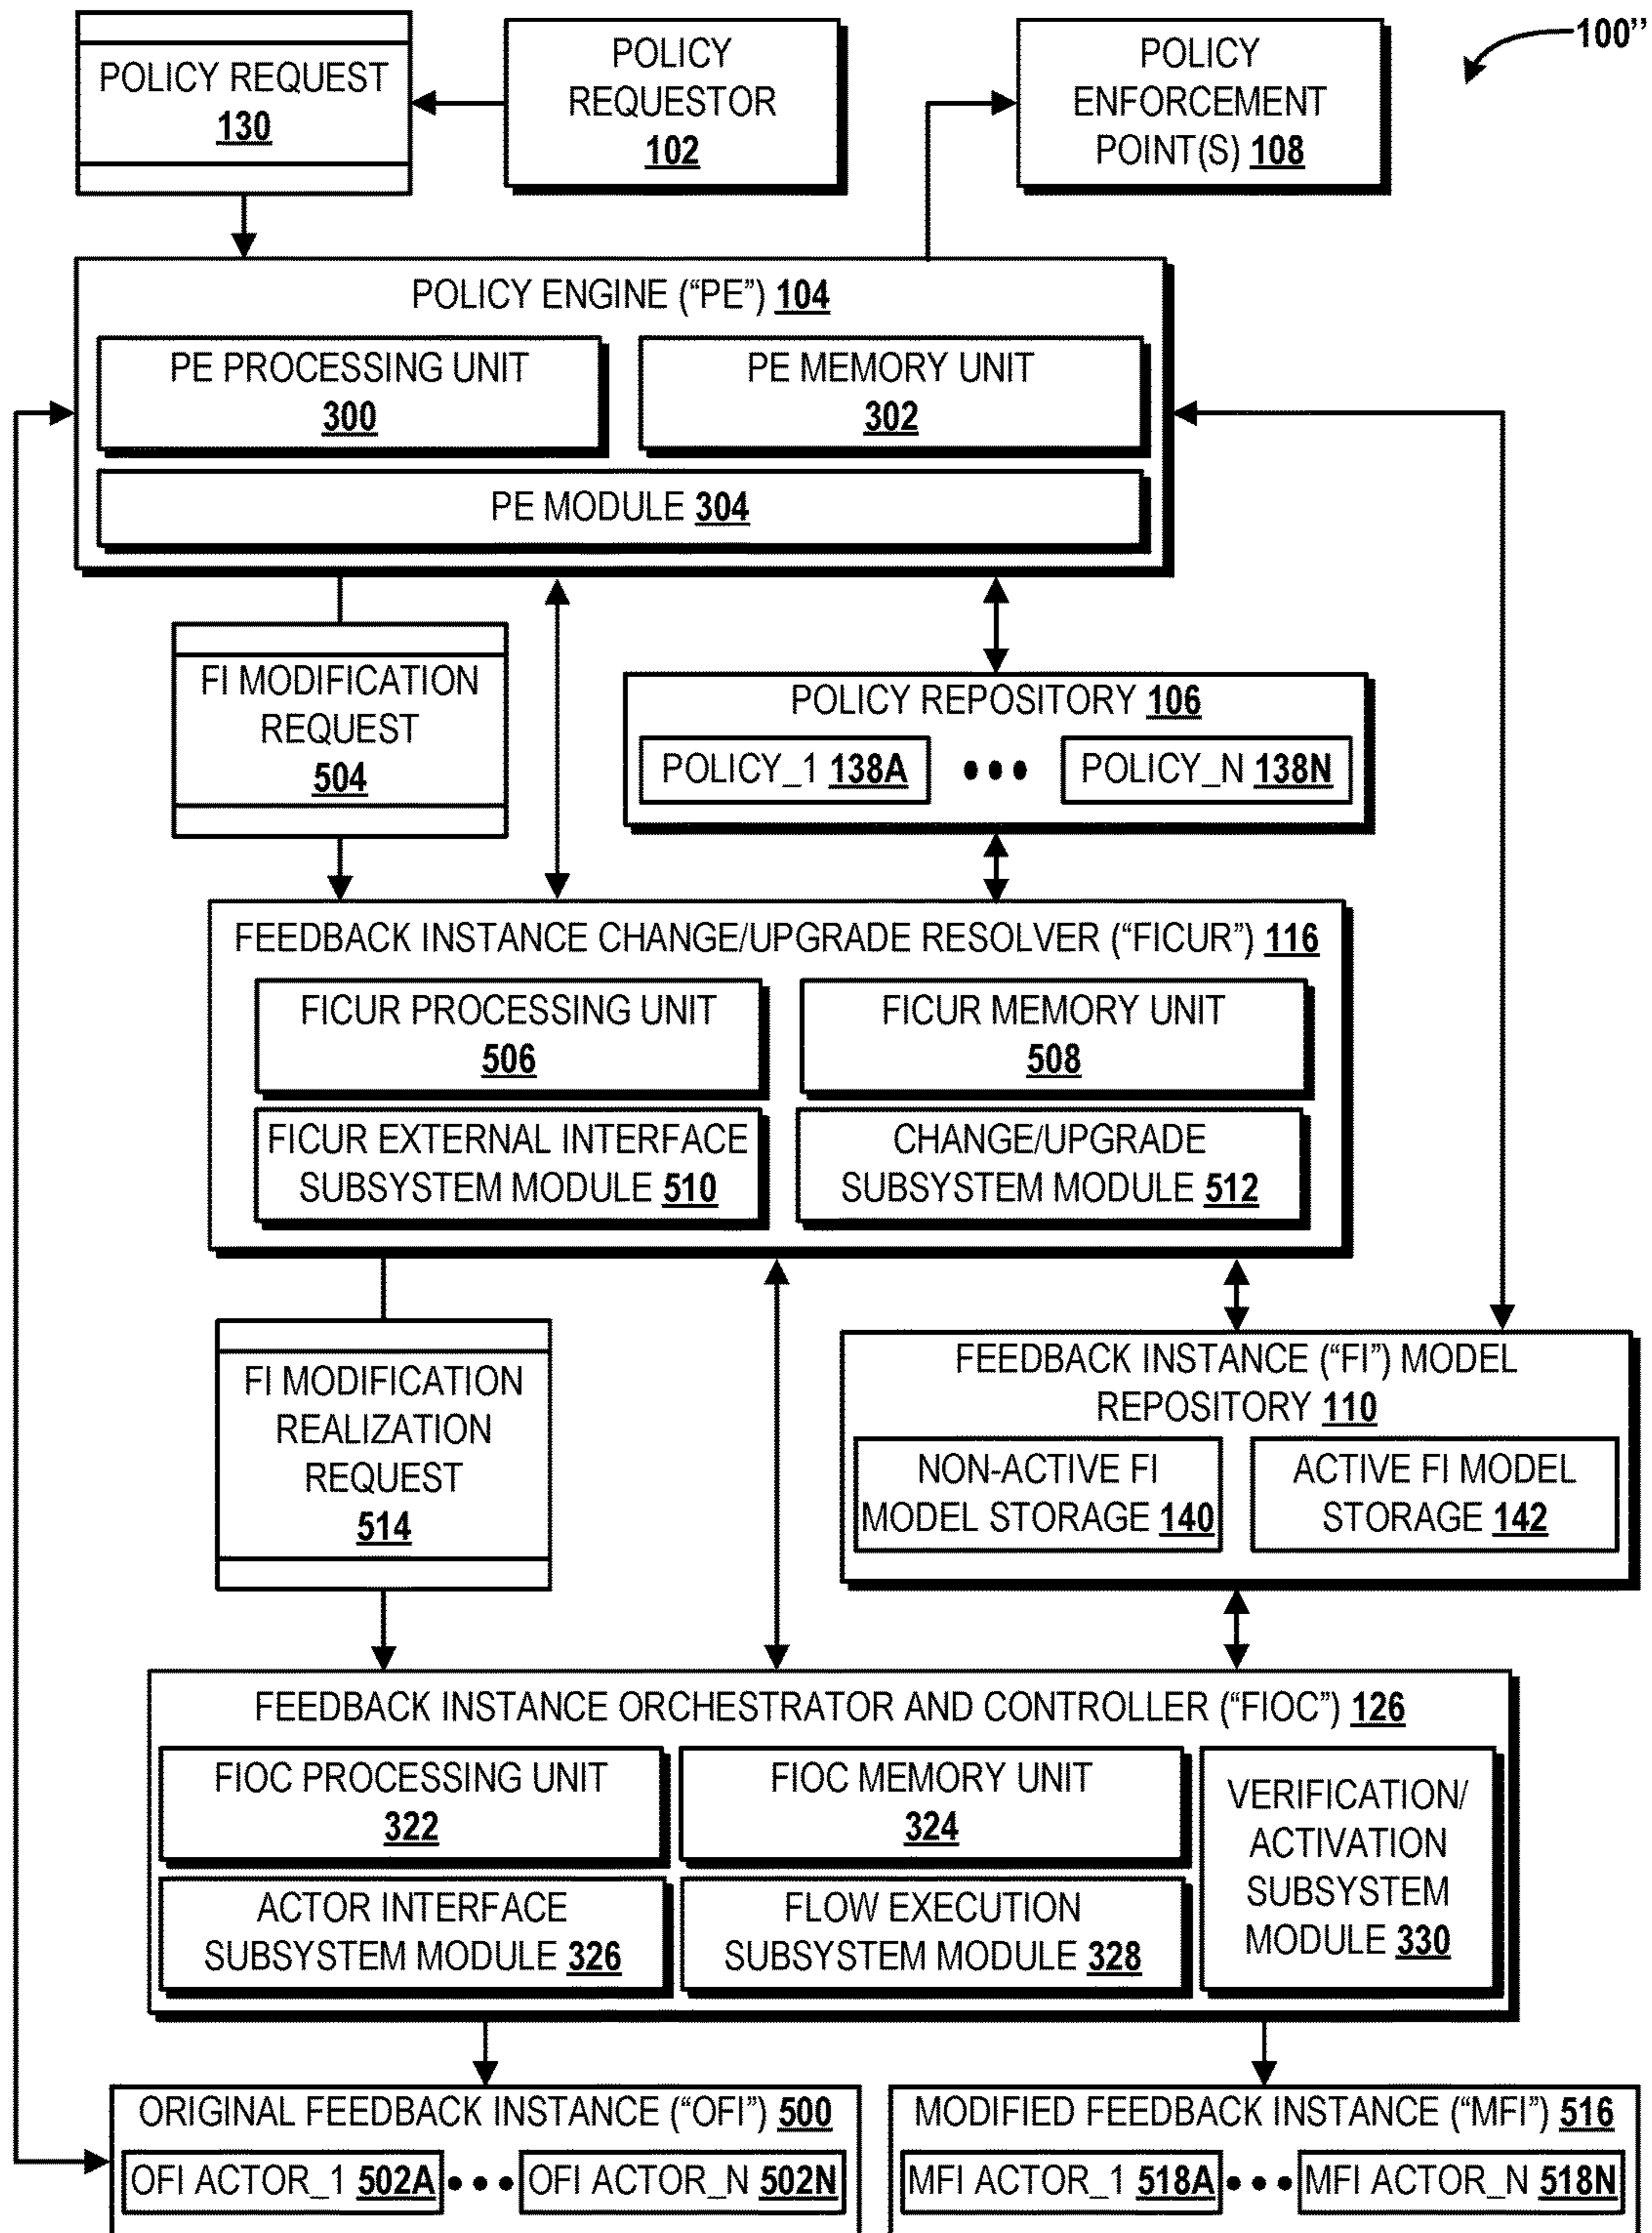 100”
POLICY REQUEST
130
POLICY
REQUESTOR
102
POLICY
ENFORCEMENT
POINT(S) 108
POLICY ENGINE (“PE”) 104
PE PROCESSING UNIT
300
PE MEMORY UNIT
302
PE MODULE 304
FI MODIFICATION
REQUEST
504
POLICY REPOSITORY 106
POLICY_1 138A
POLICY_N 138N
FEEDBACK INSTANCE CHANGE/UPGRADE RESOLVER (“FICUR”) 116
FICUR PROCESSING UNIT
506
FICUR MEMORY UNIT
508
FICUR EXTERNAL INTERFACE
SUBSYSTEM MODULE 510
CHANGE/UPGRADE
SUBSYSTEM MODULE 512
FI MODIFICATION
REALIZATION
REQUEST
514
FEEDBACK INSTANCE (“FI”) MODEL
REPOSITORY 110
NON-ACTIVE FI
MODEL STORAGE 140
ACTIVE FI MODEL
STORAGE 142
FEEDBACK INSTANCE ORCHESTRATOR AND CONTROLLER (“FIOC”) 126
FIOC PROCESSING UNIT
322
FIOC MEMORY UNIT
324
VERIFICATION/
ACTIVATION
SUBSYSTEM
MODULE 330
ACTOR INTERFACE
SUBSYSTEM MODULE 326
FLOW EXECUTION
SUBSYSTEM MODULE 328
ORIGINAL FEEDBACK INSTANCE (“OFI”) 500
OFI ACTOR_1 502A
OFI ACTOR_N 502N
MODIFIED FEEDBACK INSTANCE (“MFI”) 516
MFI ACTOR_1 518A
MFI ACTOR_N 518N